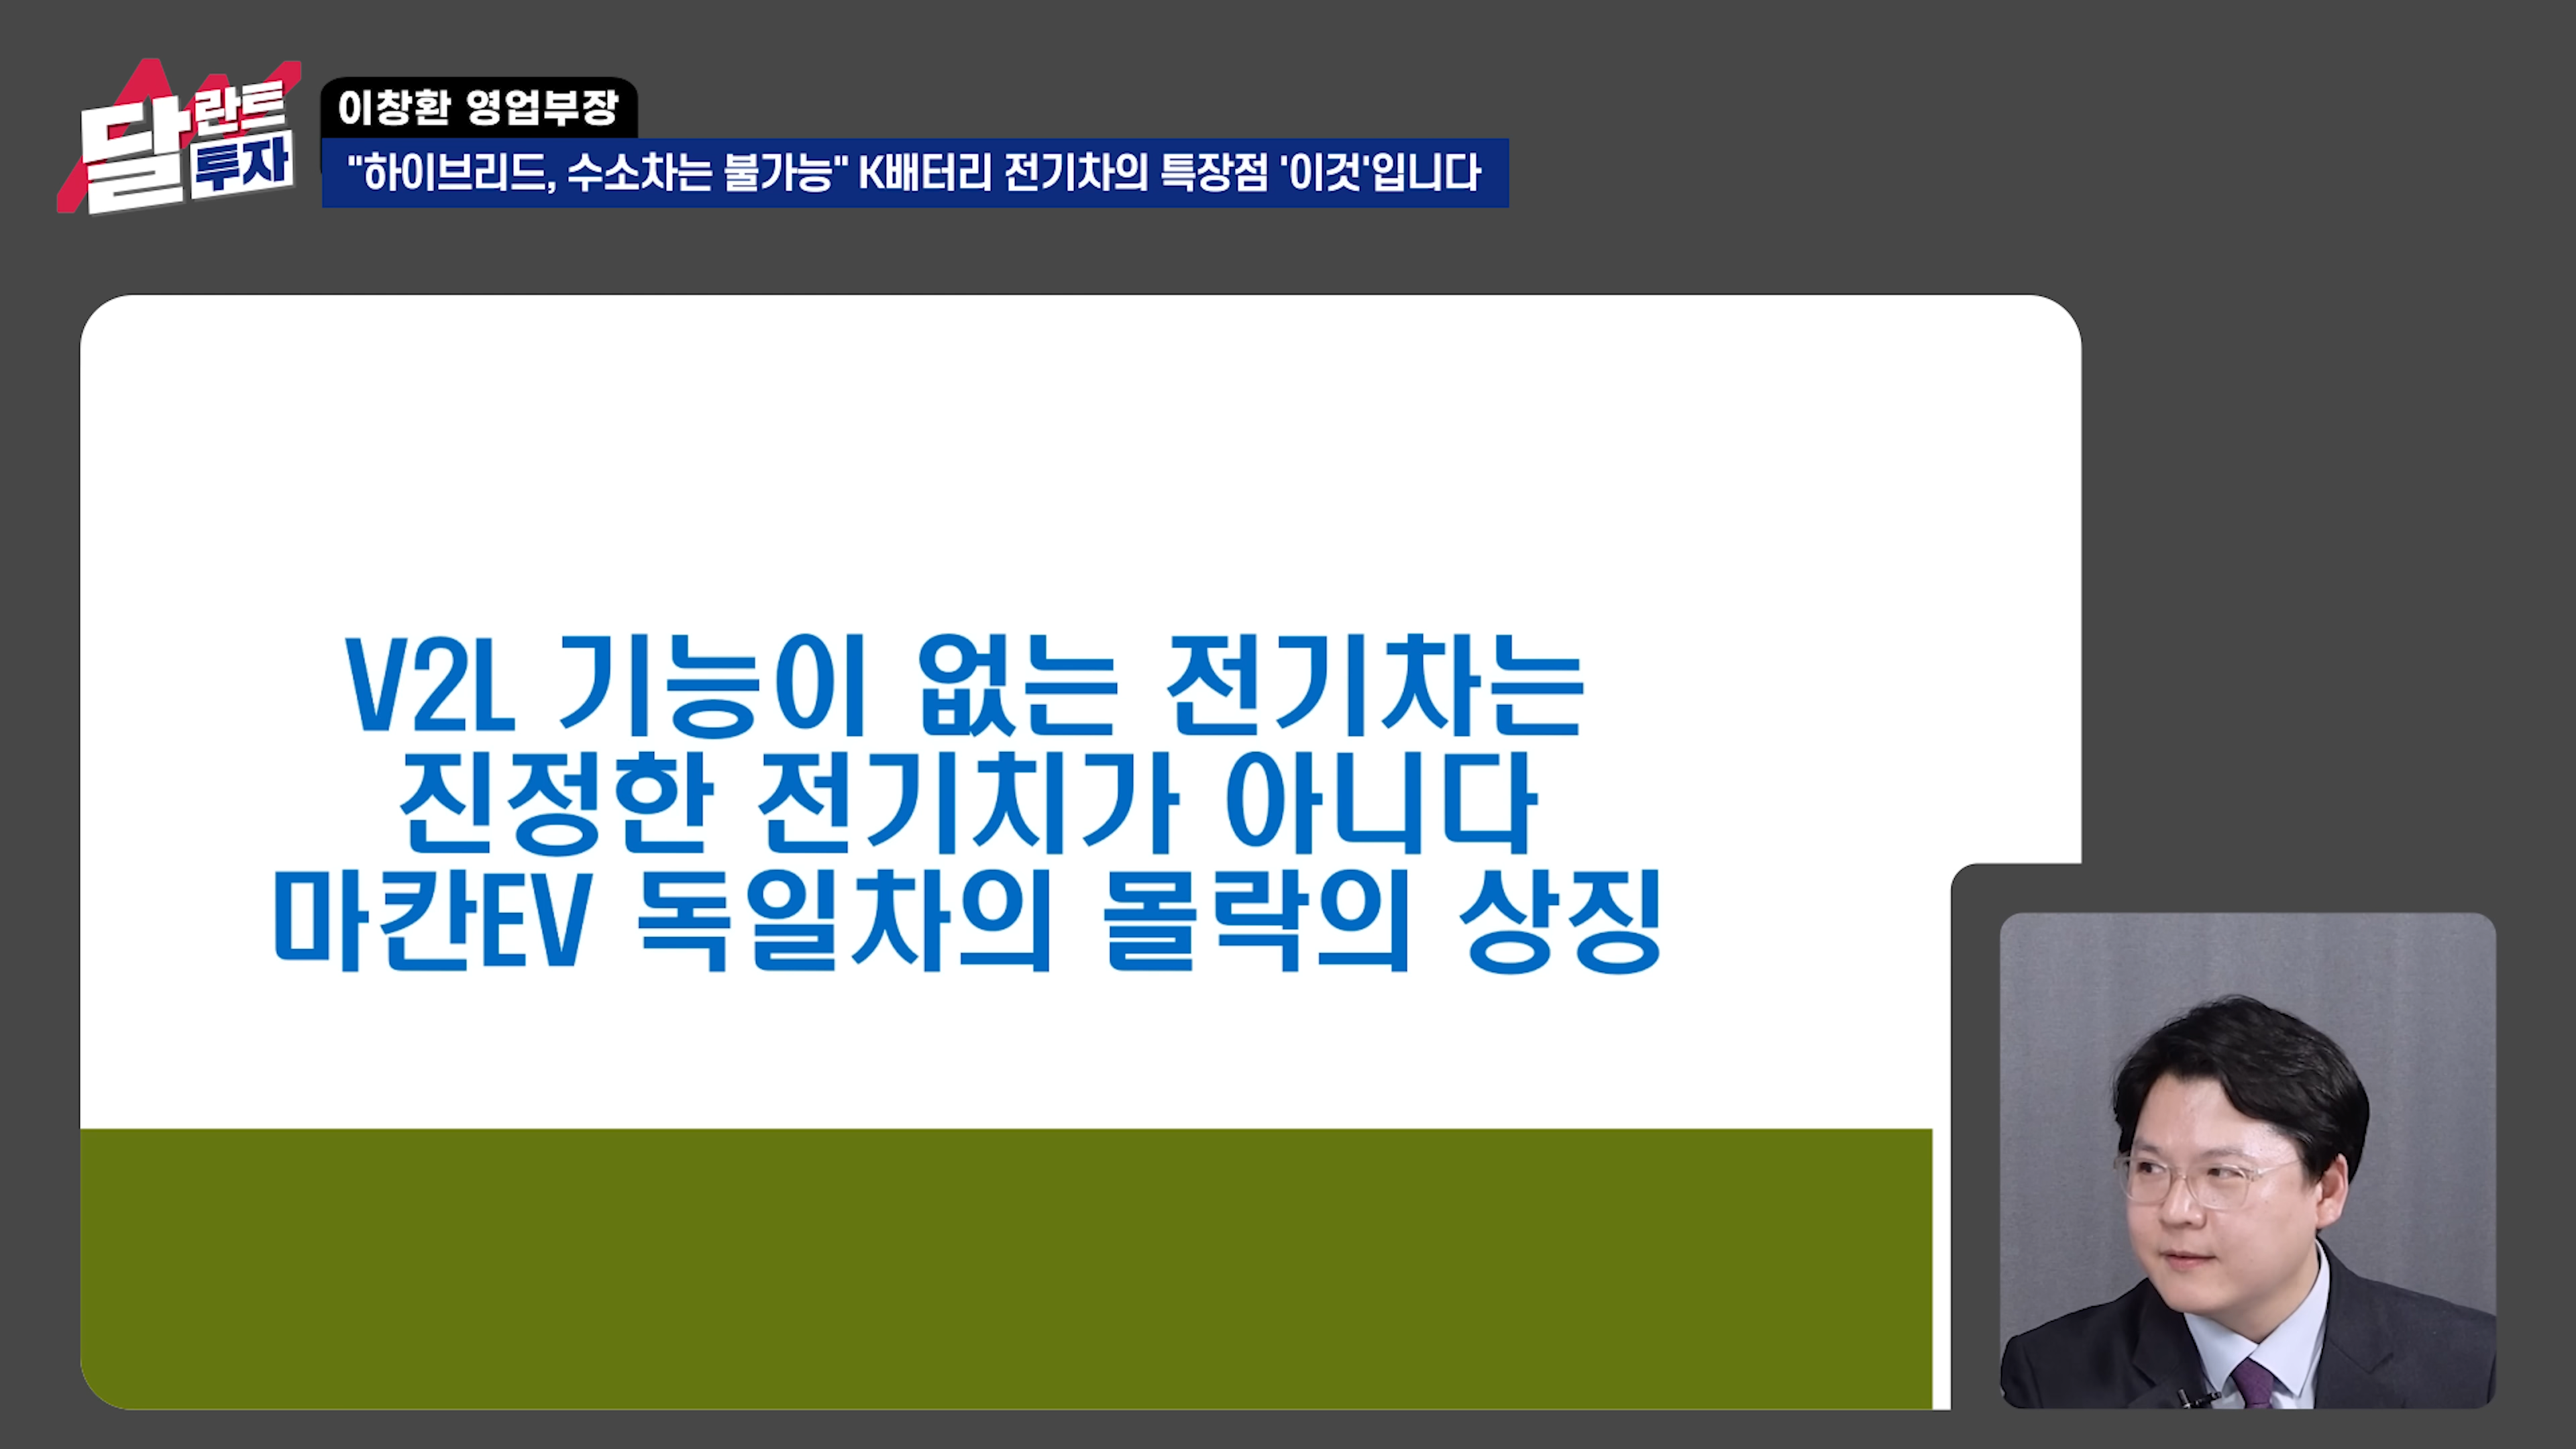 달란트
투자
이창환 영업부장
"하이브리드, 수소차는 불가능" K배터리 전기차의 특장점 '이것'입니다
V2L 기능이 없는 전기차는
진정한 전기치가 아니다
마칸EV 독일차의 몰락의 상징